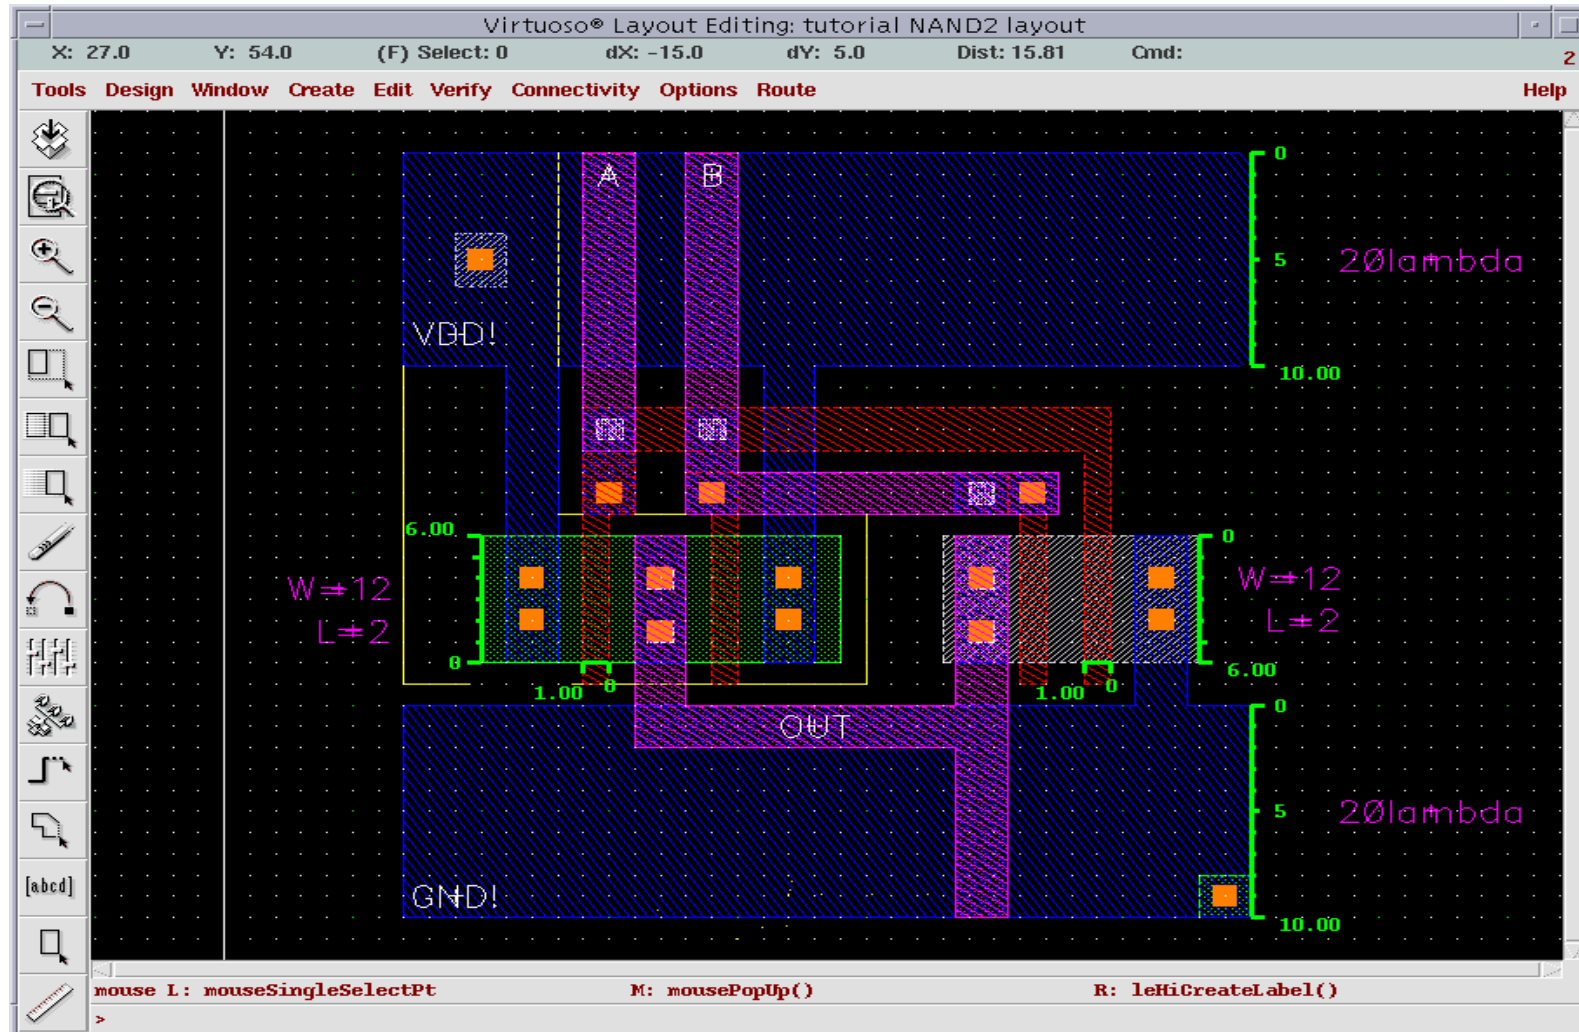 Virtuoso® Layout Editing: tutorial NAND2 layout
X: 27.0 Y: 54.0 (F) Select: 0 dX: -15.0 dY: 5.0 Dist: 15.81 Cmd: 2
Tools Design Window Create Edit Verify Connectivity Options Route Help
A B 0
5 20lambda
VDD!
10.00
6.00 0
W=12 W=12
L=2 L=2
0 6.00
1.00 0 1.00 0
0
OUT
5 20lambda
[abcd]
GND!
10.00
mouse L: mouseSingleSelectPt M: mousePopUp() R: leHiCreateLabel()
>